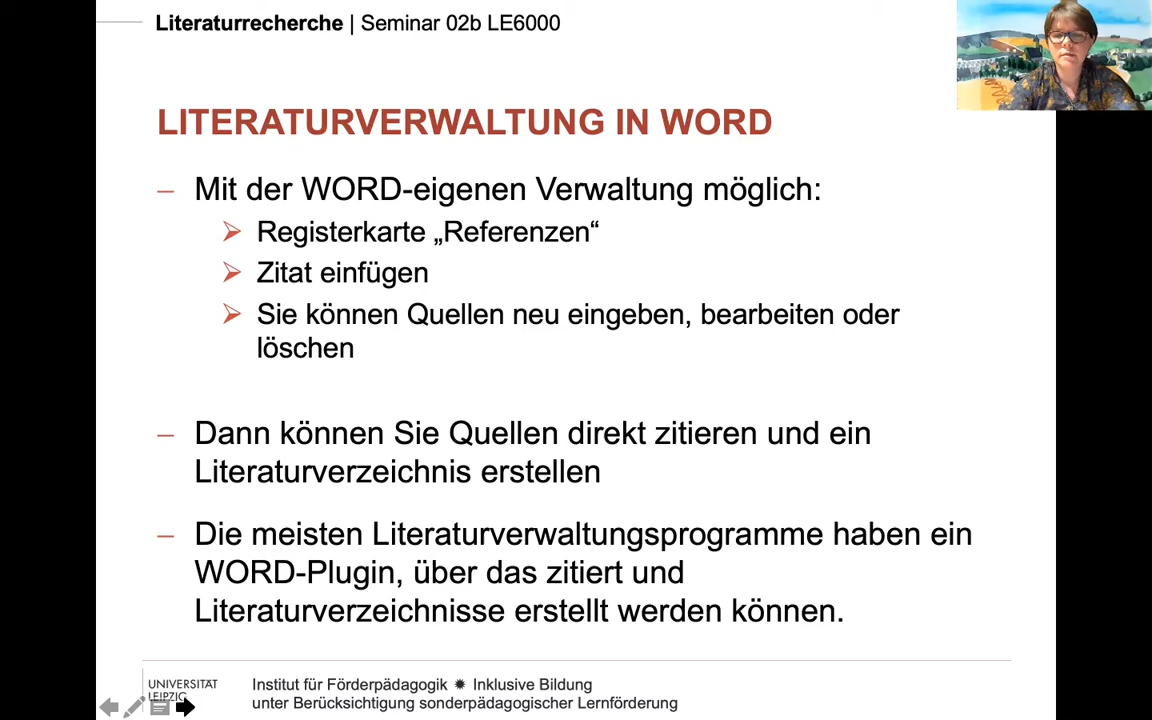 Literaturrecherche | Seminar 02b LE6000
LITERATURVERWALTUNG IN WORD
– Mit der WORD-eigenen Verwaltung möglich:
Registerkarte „Referenzen“
Zitat einfügen
Sie können Quellen neu eingeben, bearbeiten oder
löschen
– Dann können Sie Quellen direkt zitieren und ein
Literaturverzeichnis erstellen
– Die meisten Literaturverwaltungsprogramme haben ein
WORD-Plugin, über das zitiert und
Literaturverzeichnisse erstellt werden können.
UNIVERSITÄT
LEIPZIG
Institut für Förderpädagogik ✹ Inklusive Bildung
unter Berücksichtigung sonderpädagogischer Lernförderung